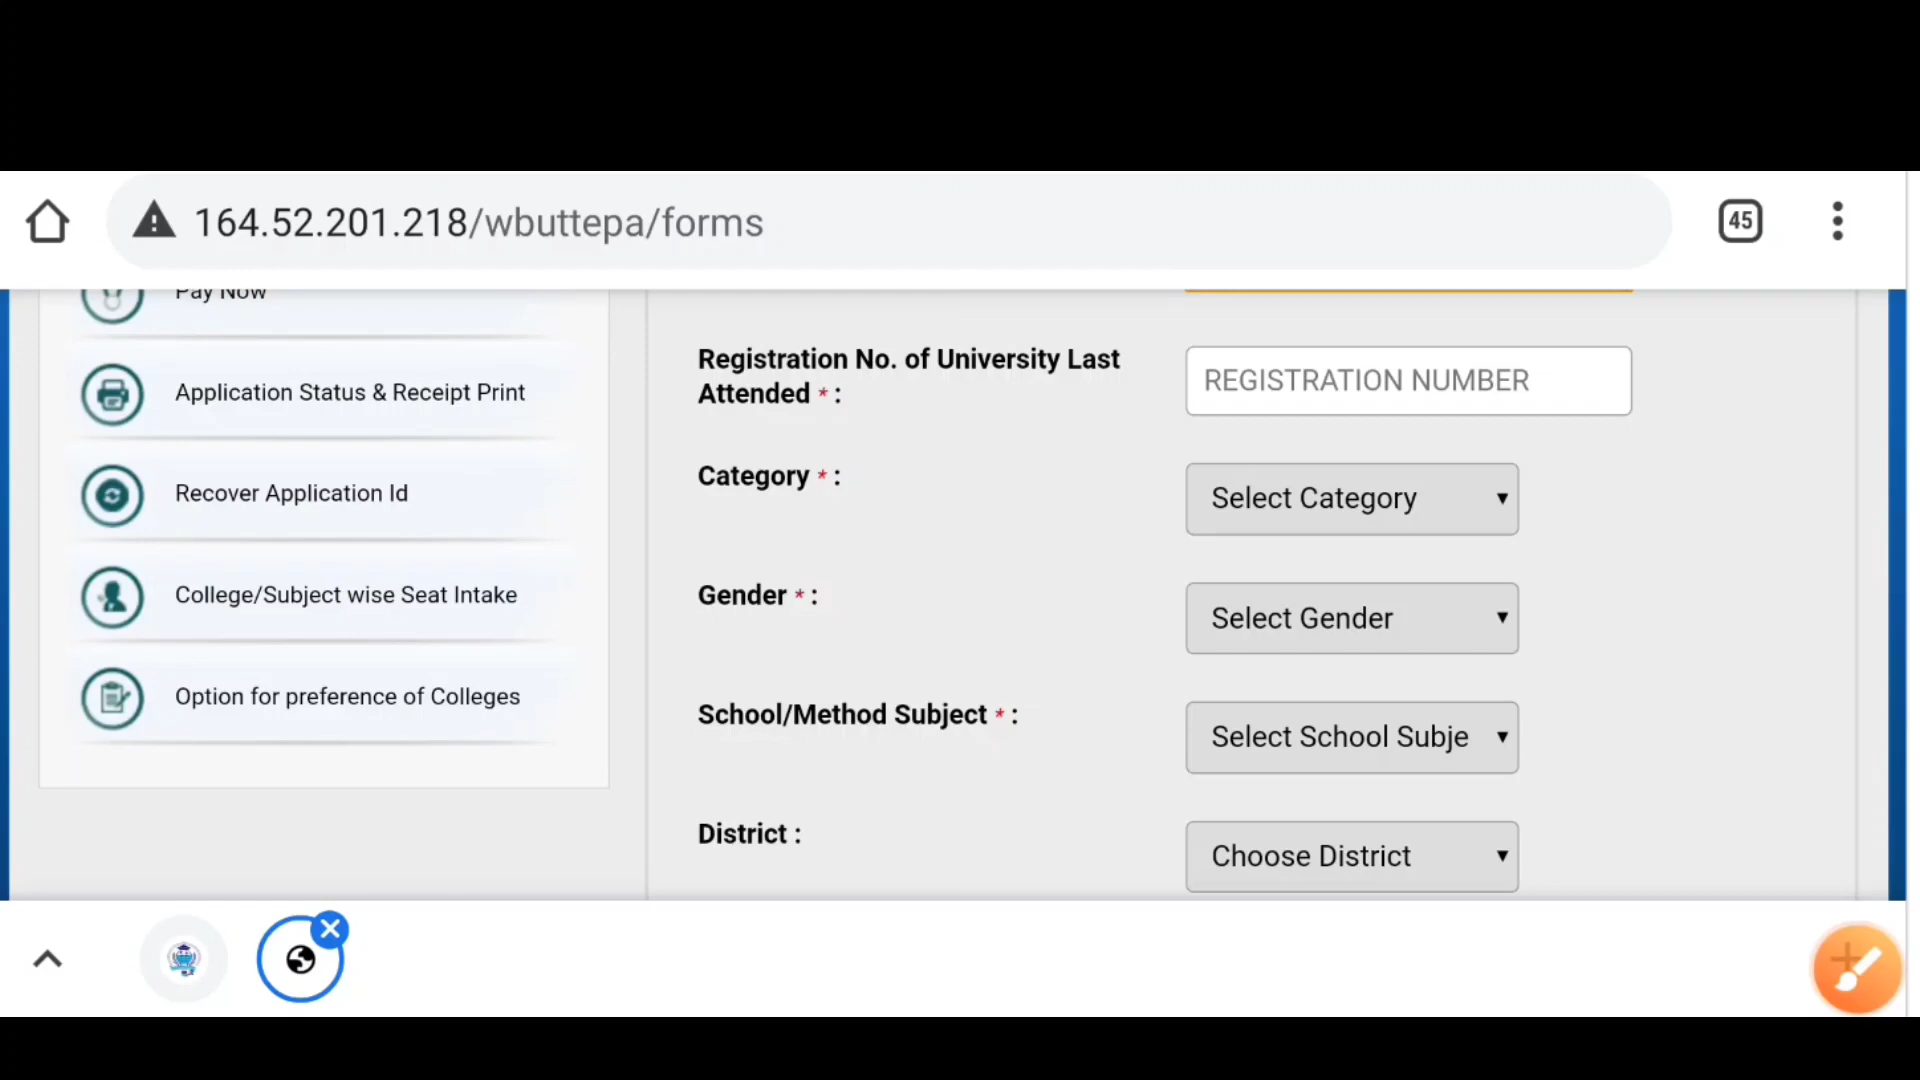 164.52.201.218/wbuttepa/forms
45
Pay Now
Application Status & Receipt Print
Recover Application Id
College/Subject wise Seat Intake
Option for preference of Colleges
Registration No. of University Last
Attended * :
REGISTRATION NUMBER
Category * :
Select Category
Gender * :
Select Gender
School/Method Subject * :
Select School Subje
District :
Choose District